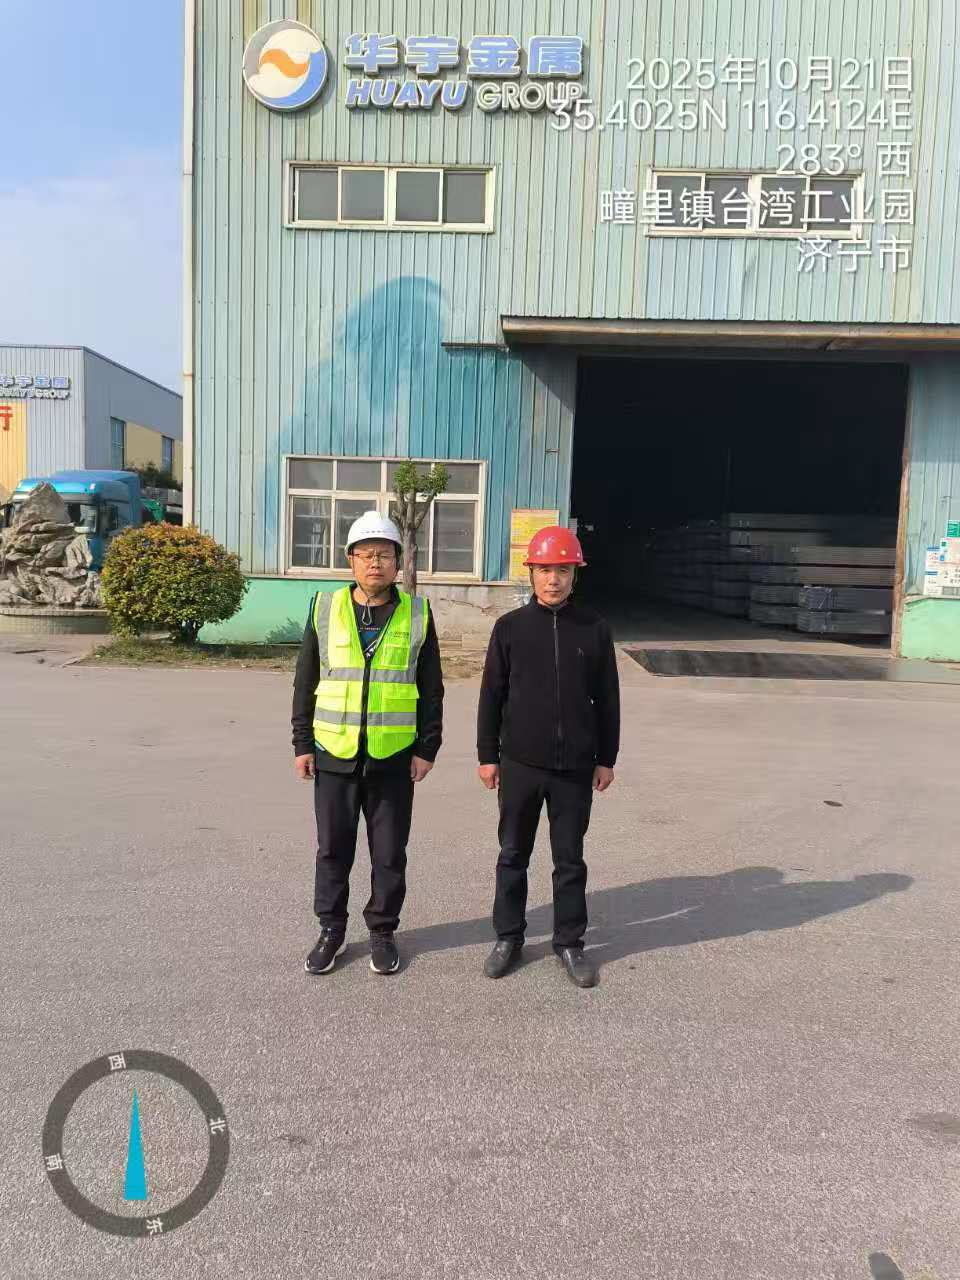 华宇金属
HUAYU GROUP
2025年10月21日
35.4025N 116.4124E
283° 西
疃里镇台湾工业园
济宁市
华宇金属
HUAYU GROUP
行
西
北
南
东